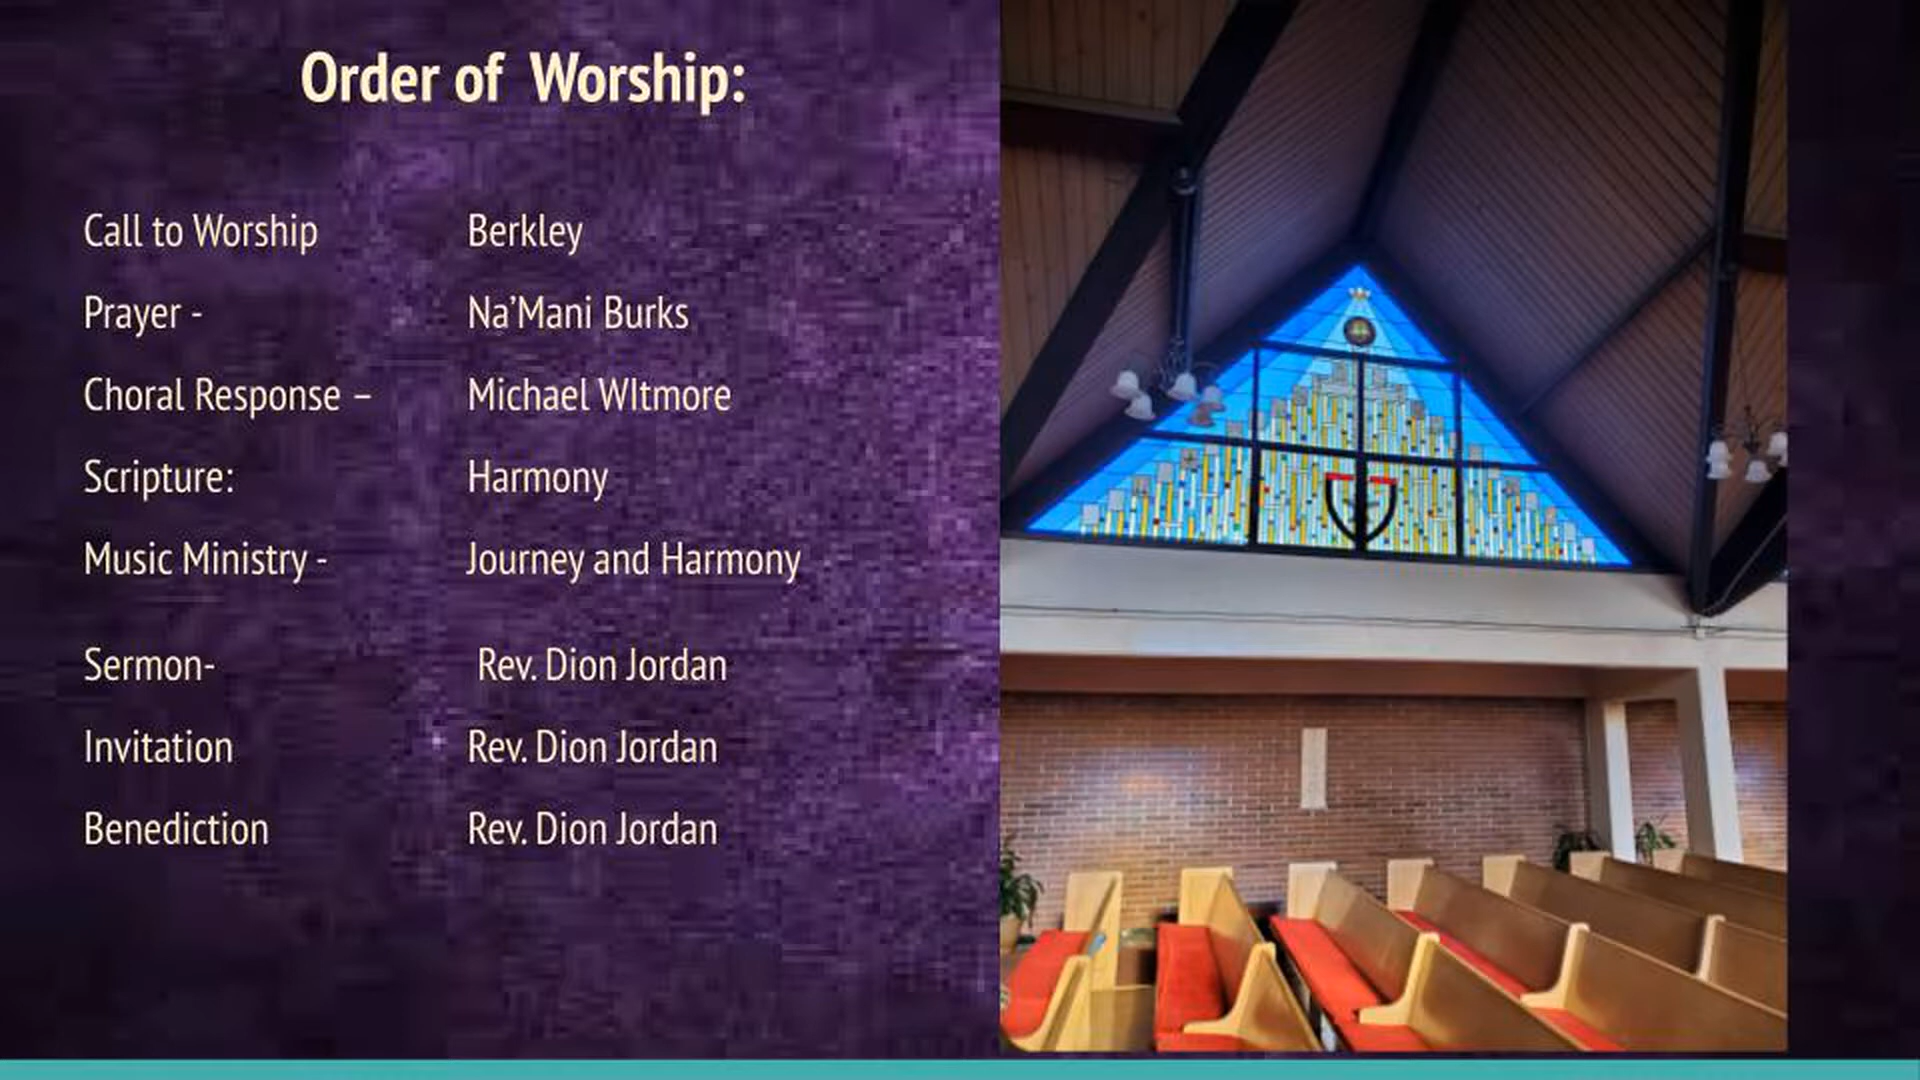 Order of Worship:
Call to Worship Berkley
Prayer - Na’Mani Burks
Choral Response – Michael WItmore
Scripture: Harmony
Music Ministry - Journey and Harmony
Sermon- Rev. Dion Jordan
Invitation Rev. Dion Jordan
Benediction Rev. Dion Jordan